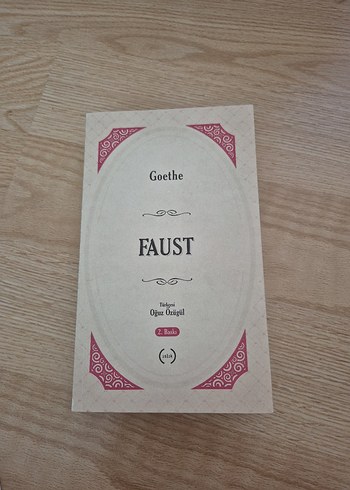 Goethe
FAUST
Türkçesi
Oğuz Özügül
2. Baskı